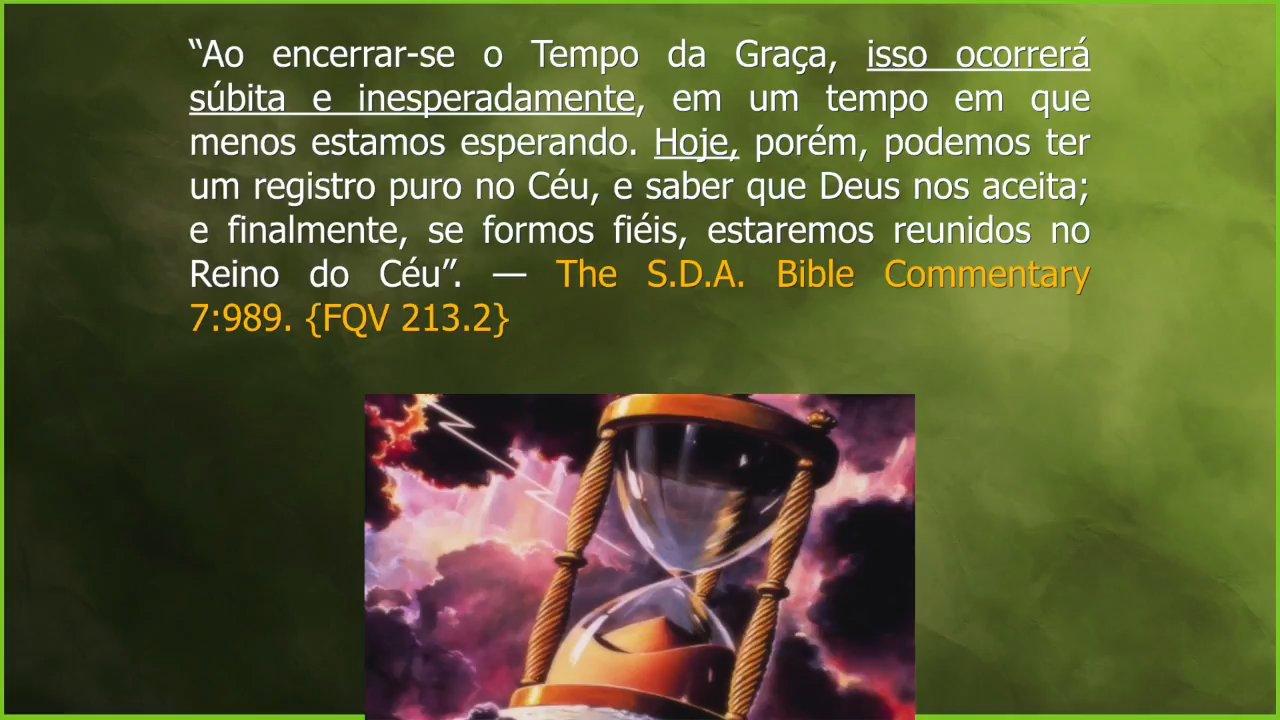 “Ao encerrar-se o Tempo da Graça, isso ocorrerá
súbita e inesperadamente, em um tempo em que
menos estamos esperando. Hoje, porém, podemos ter
um registro puro no Céu, e saber que Deus nos aceita;
e finalmente, se formos fiéis, estaremos reunidos no
Reino do Céu”. — The S.D.A. Bible Commentary
7:989. {FQV 213.2}